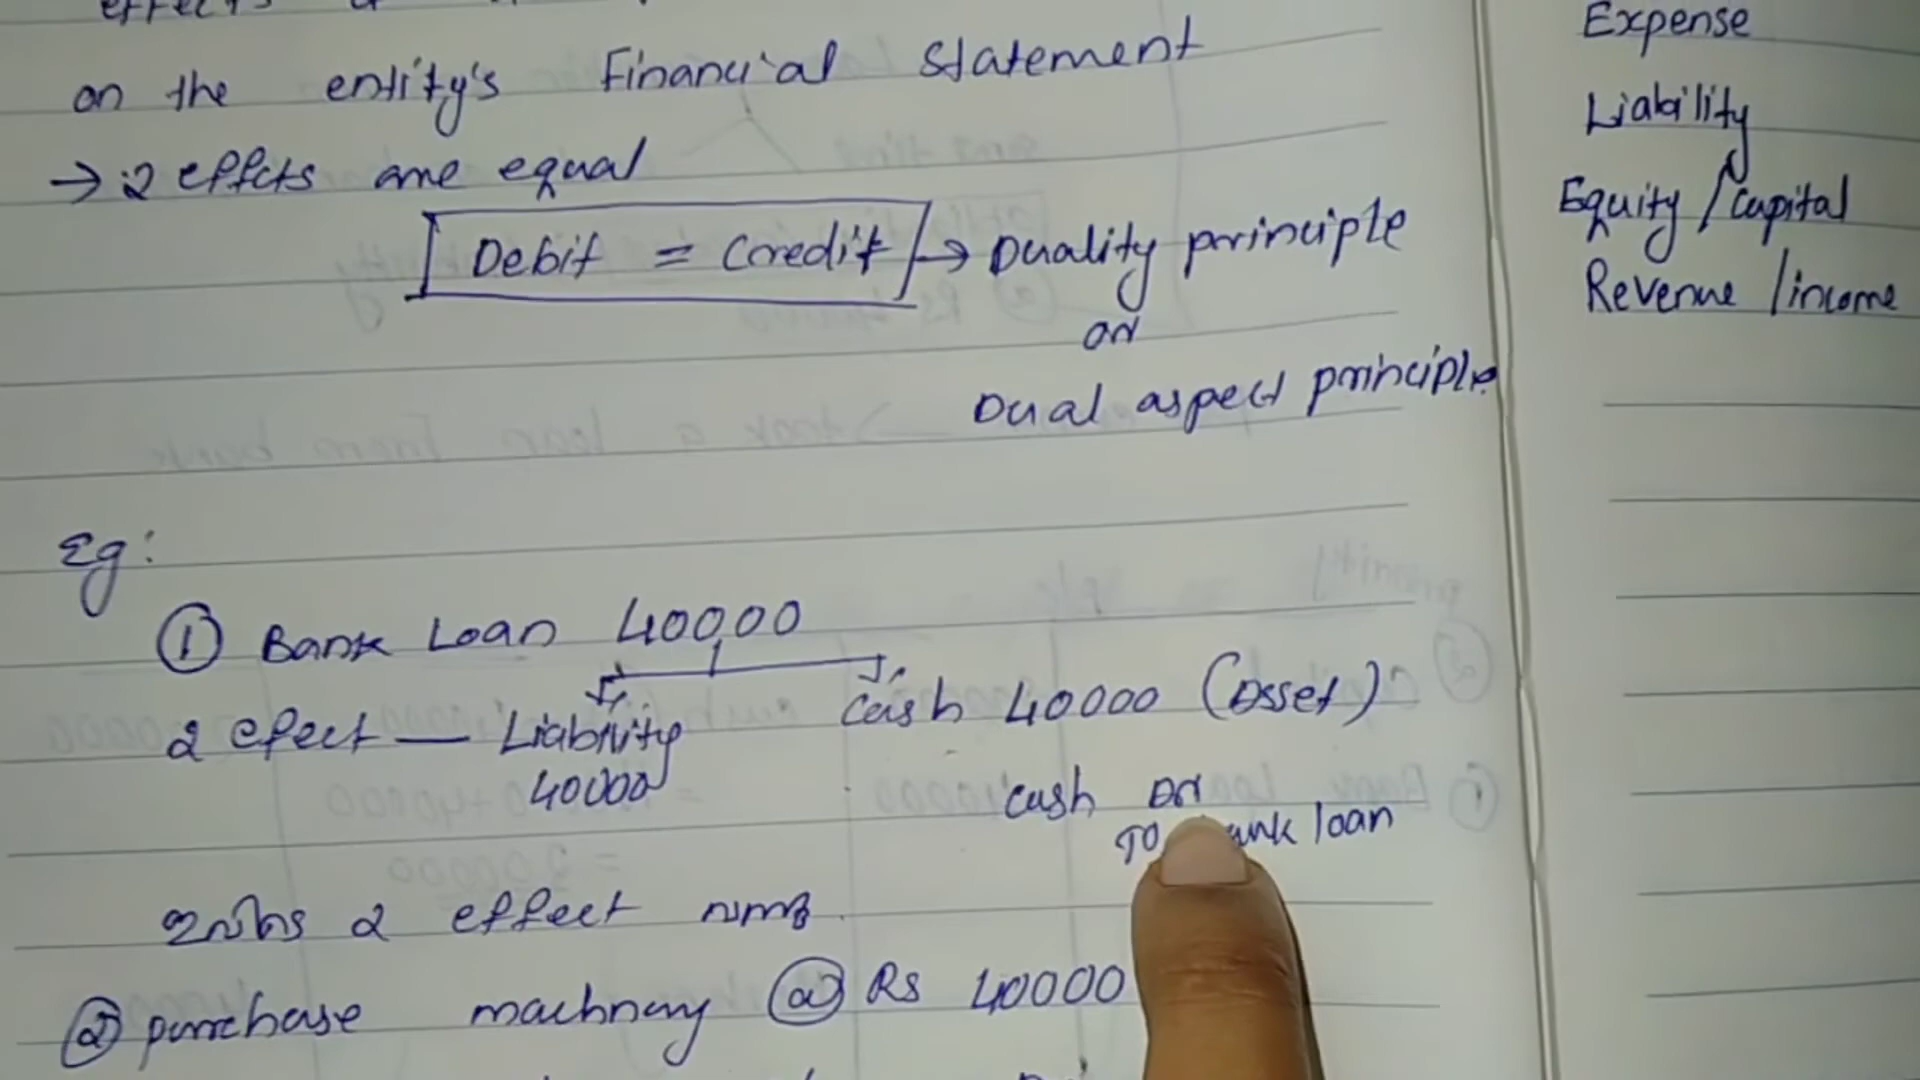 on the entity's Financial statement
→ 2 effcts are equal
Debit = Credit → Duality principle
or
Dual aspect principle
Eg:
① Bank Loan 40000
2 efect — Liability
40000
Cash 40000 (Asset)
cash Dr
To loan
2 effect വന്നു
② purchase machinery @ Rs 40000
Expense
Liability
Equity / Capital
Revenue / income